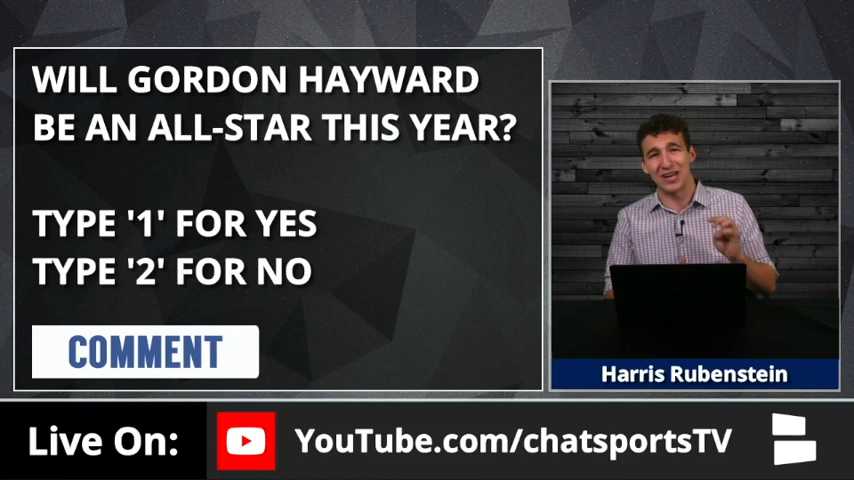 WILL GORDON HAYWARD
BE AN ALL-STAR THIS YEAR?
TYPE '1' FOR YES
TYPE '2' FOR NO
COMMENT
Harris Rubenstein
Live On:
YouTube.com/chatsportsTV